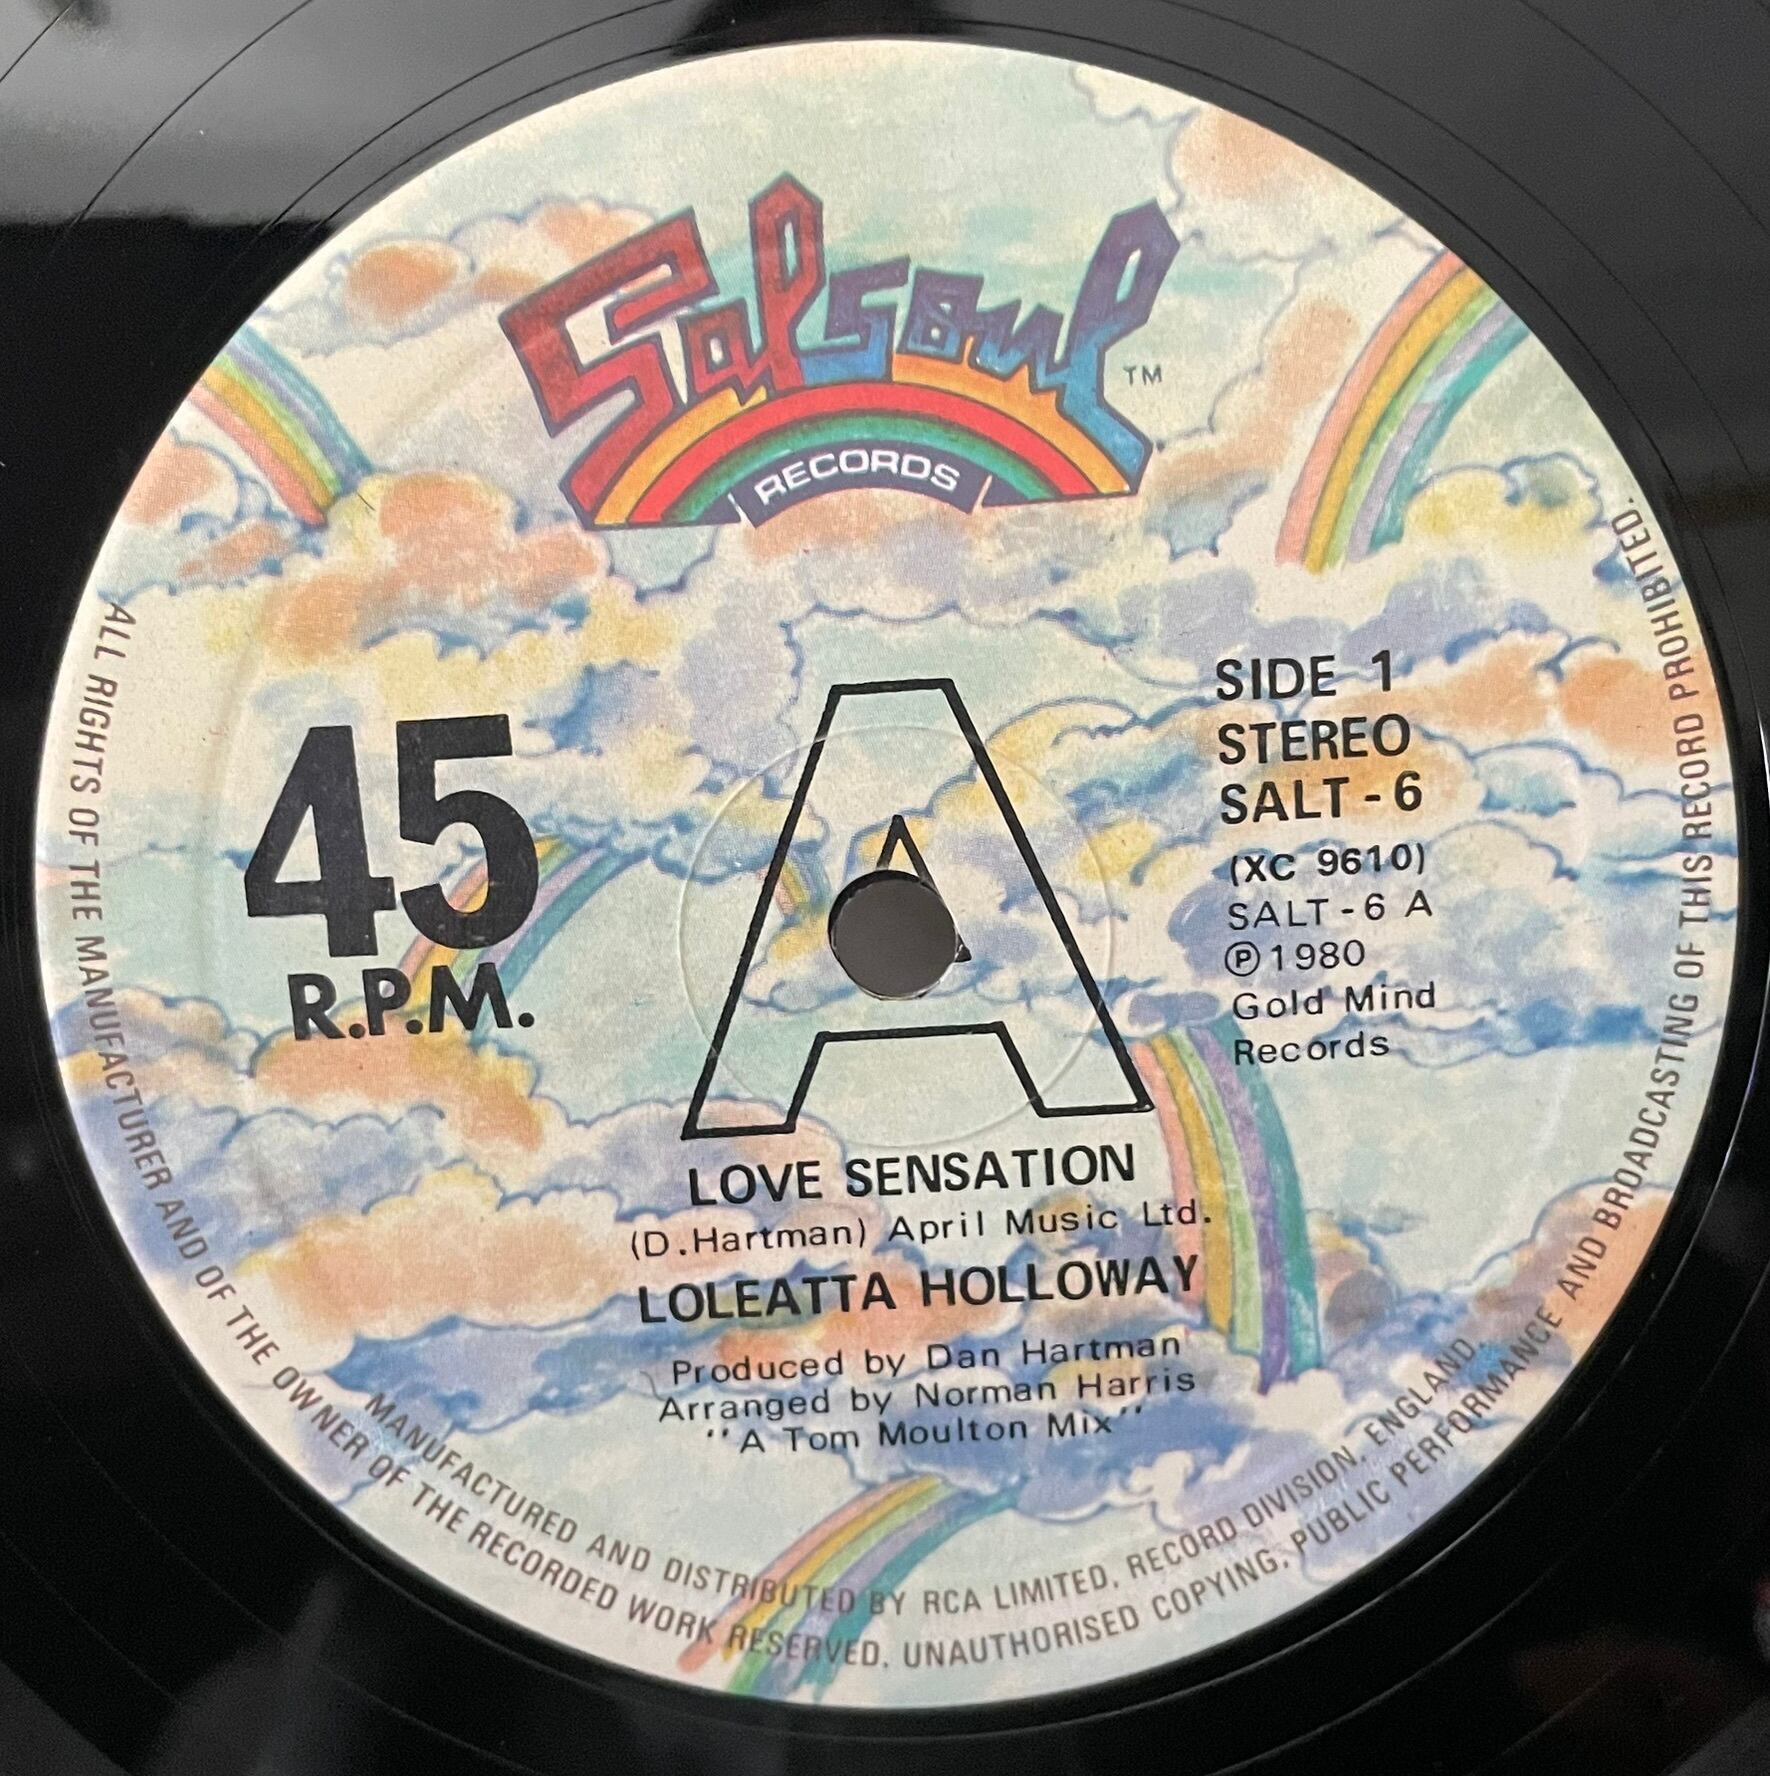 Salsoul
TM
RECORDS
45
R.P.M.
A
SIDE 1
STEREO
SALT-6
(XC 9610)
SALT-6 A
℗1980
Gold Mind
Records
LOVE SENSATION
(D.Hartman) April Music Ltd.
LOLEATTA HOLLOWAY
Produced by Dan Hartman
Arranged by Norman Harris
''A Tom Moulton Mix''
MANUFACTURED AND DISTRIBUTED BY RCA LIMITED, RECORD DIVISION, ENGLAND.
ALL RIGHTS OF THE MANUFACTURER AND OF THE OWNER OF THE RECORDED WORK RESERVED. UNAUTHORISED COPYING, PUBLIC PERFORMANCE AND BROADCASTING OF THIS RECORD PROHIBITED.